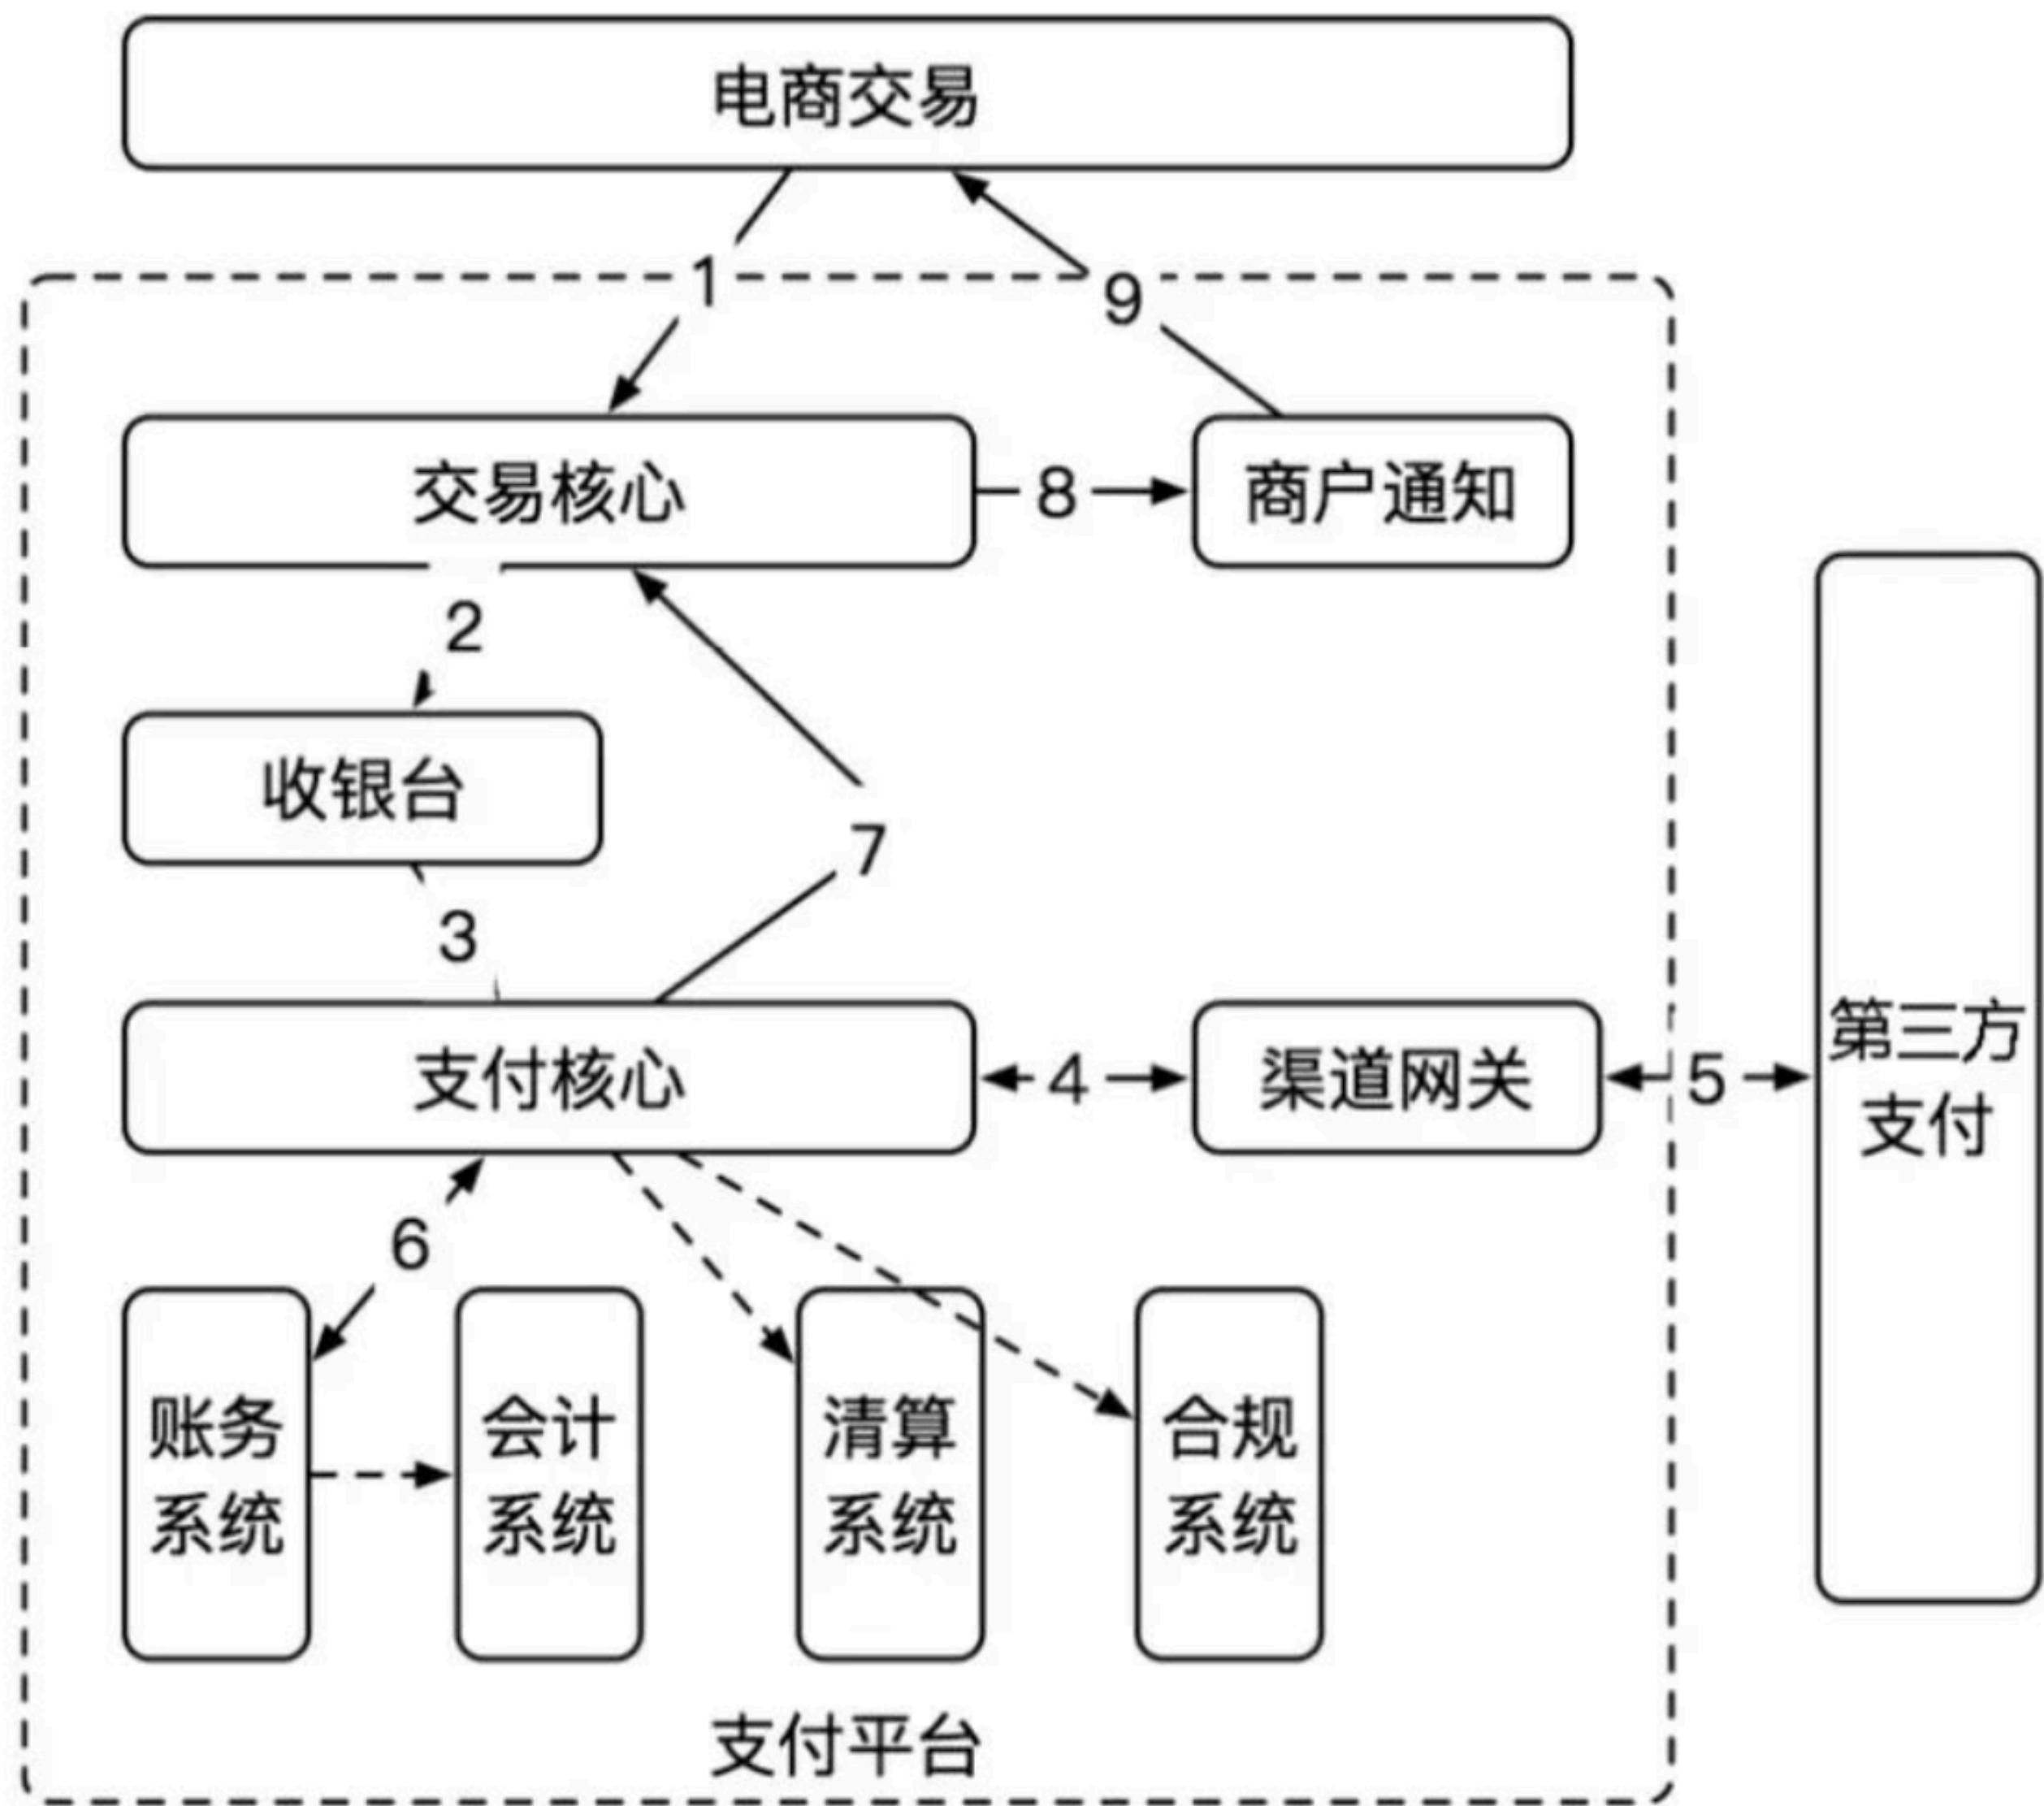 电商交易
1
9
交易核心
8
商户通知
2
收银台
7
3
支付核心
4
渠道网关
5
第三方
支付
6
账务
系统
会计
系统
清算
系统
合规
系统
支付平台